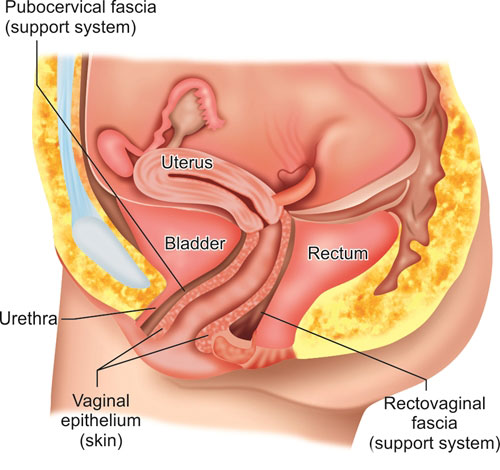 Pubocervical fascia
(support system)
Uterus
Bladder
Rectum
Urethra
Vaginal
epithelium
(skin)
Rectovaginal
fascia
(support system)